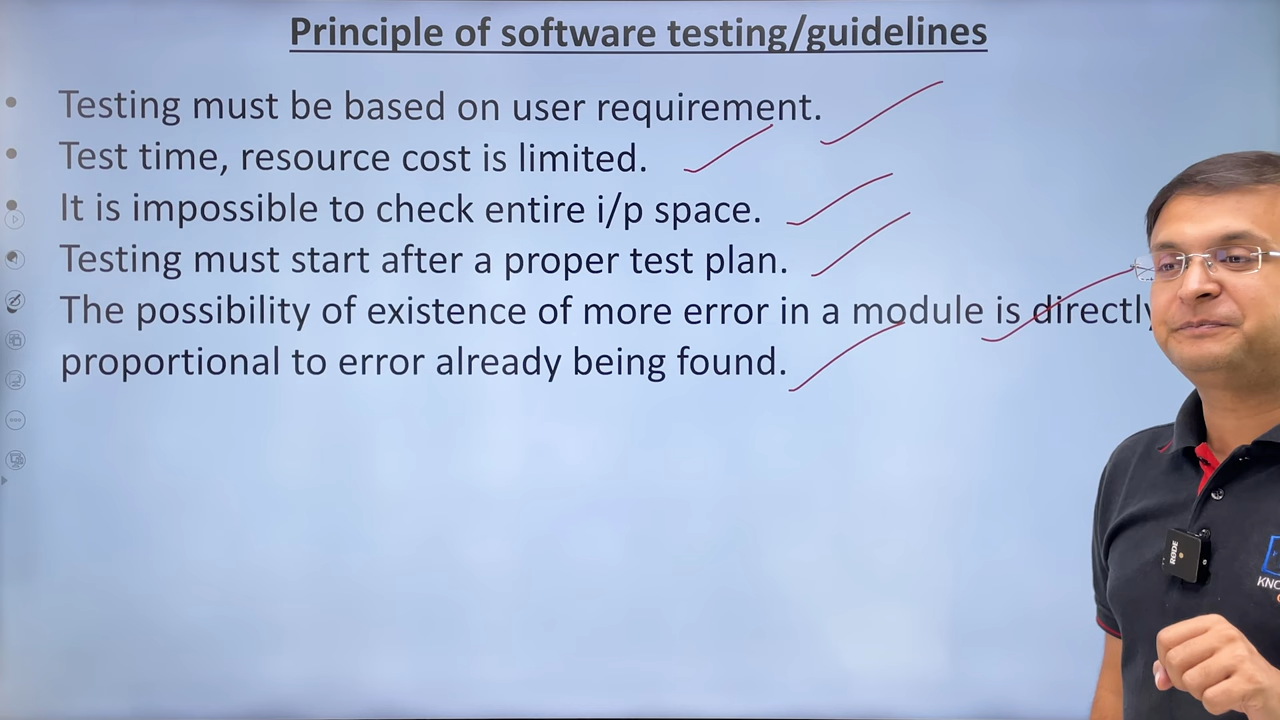 Principle of software testing/guidelines
• Testing must be based on user requirement.
• Test time, resource cost is limited.
• It is impossible to check entire i/p space.
Testing must start after a proper test plan.
The possibility of existence of more error in a module is directly
proportional to error already being found.
RØDE